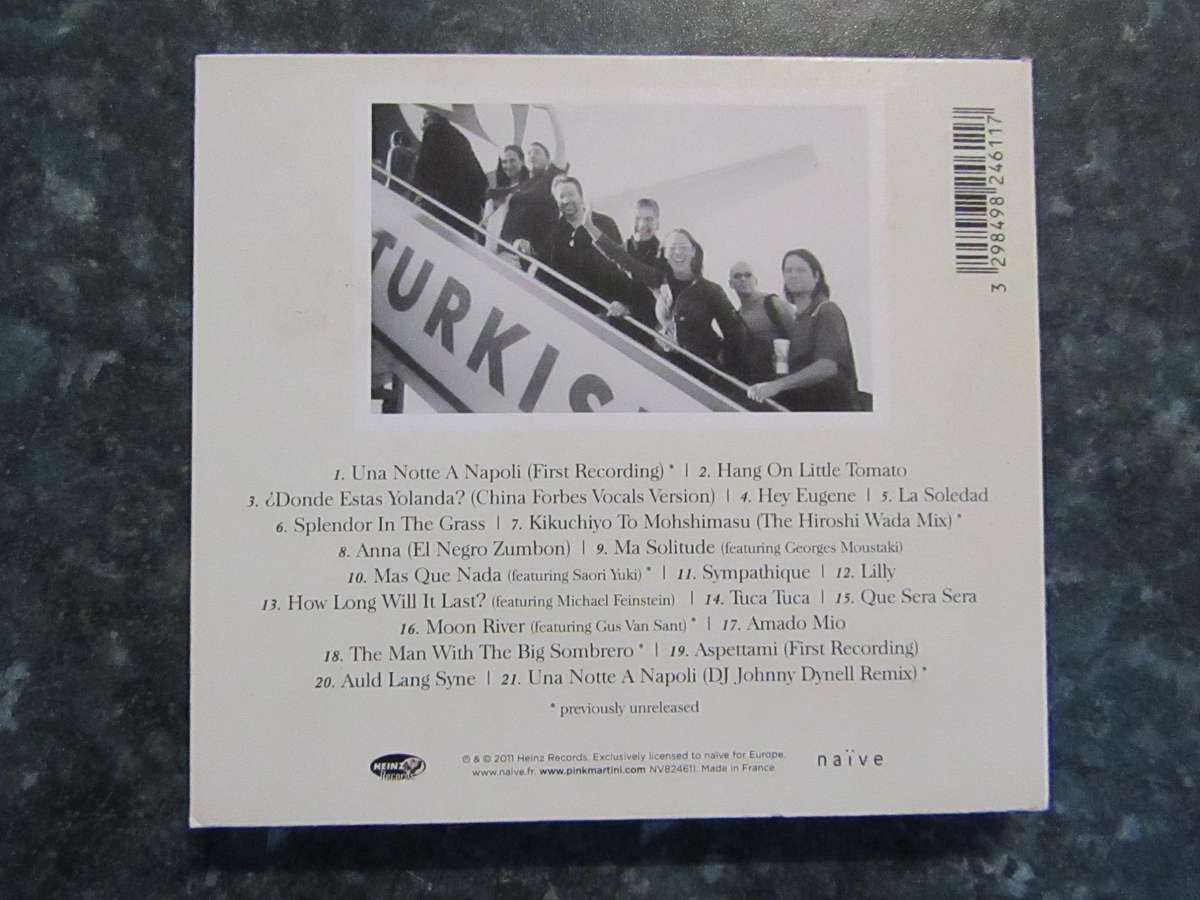 TURKIS
3 298498 246117
1. Una Notte A Napoli (First Recording) * | 2. Hang On Little Tomato
3. ¿Donde Estas Yolanda? (China Forbes Vocals Version) | 4. Hey Eugene | 5. La Soledad
6. Splendor In The Grass | 7. Kikuchiyo To Mohshimasu (The Hiroshi Wada Mix) *
8. Anna (El Negro Zumbon) | 9. Ma Solitude (featuring Georges Moustaki)
10. Mas Que Nada (featuring Saori Yuki) * | 11. Sympathique | 12. Lilly
13. How Long Will It Last? (featuring Michael Feinstein) | 14. Tuca Tuca | 15. Que Sera Sera
16. Moon River (featuring Gus Van Sant) * | 17. Amado Mio
18. The Man With The Big Sombrero * | 19. Aspettami (First Recording)
20. Auld Lang Syne | 21. Una Notte A Napoli (DJ Johnny Dynell Remix) *
* previously unreleased
HEINZ
Records
℗ & © 2011 Heinz Records. Exclusively licensed to naïve for Europe.
www.naive.fr. www.pinkmartini.com NV824611. Made in France
naïve